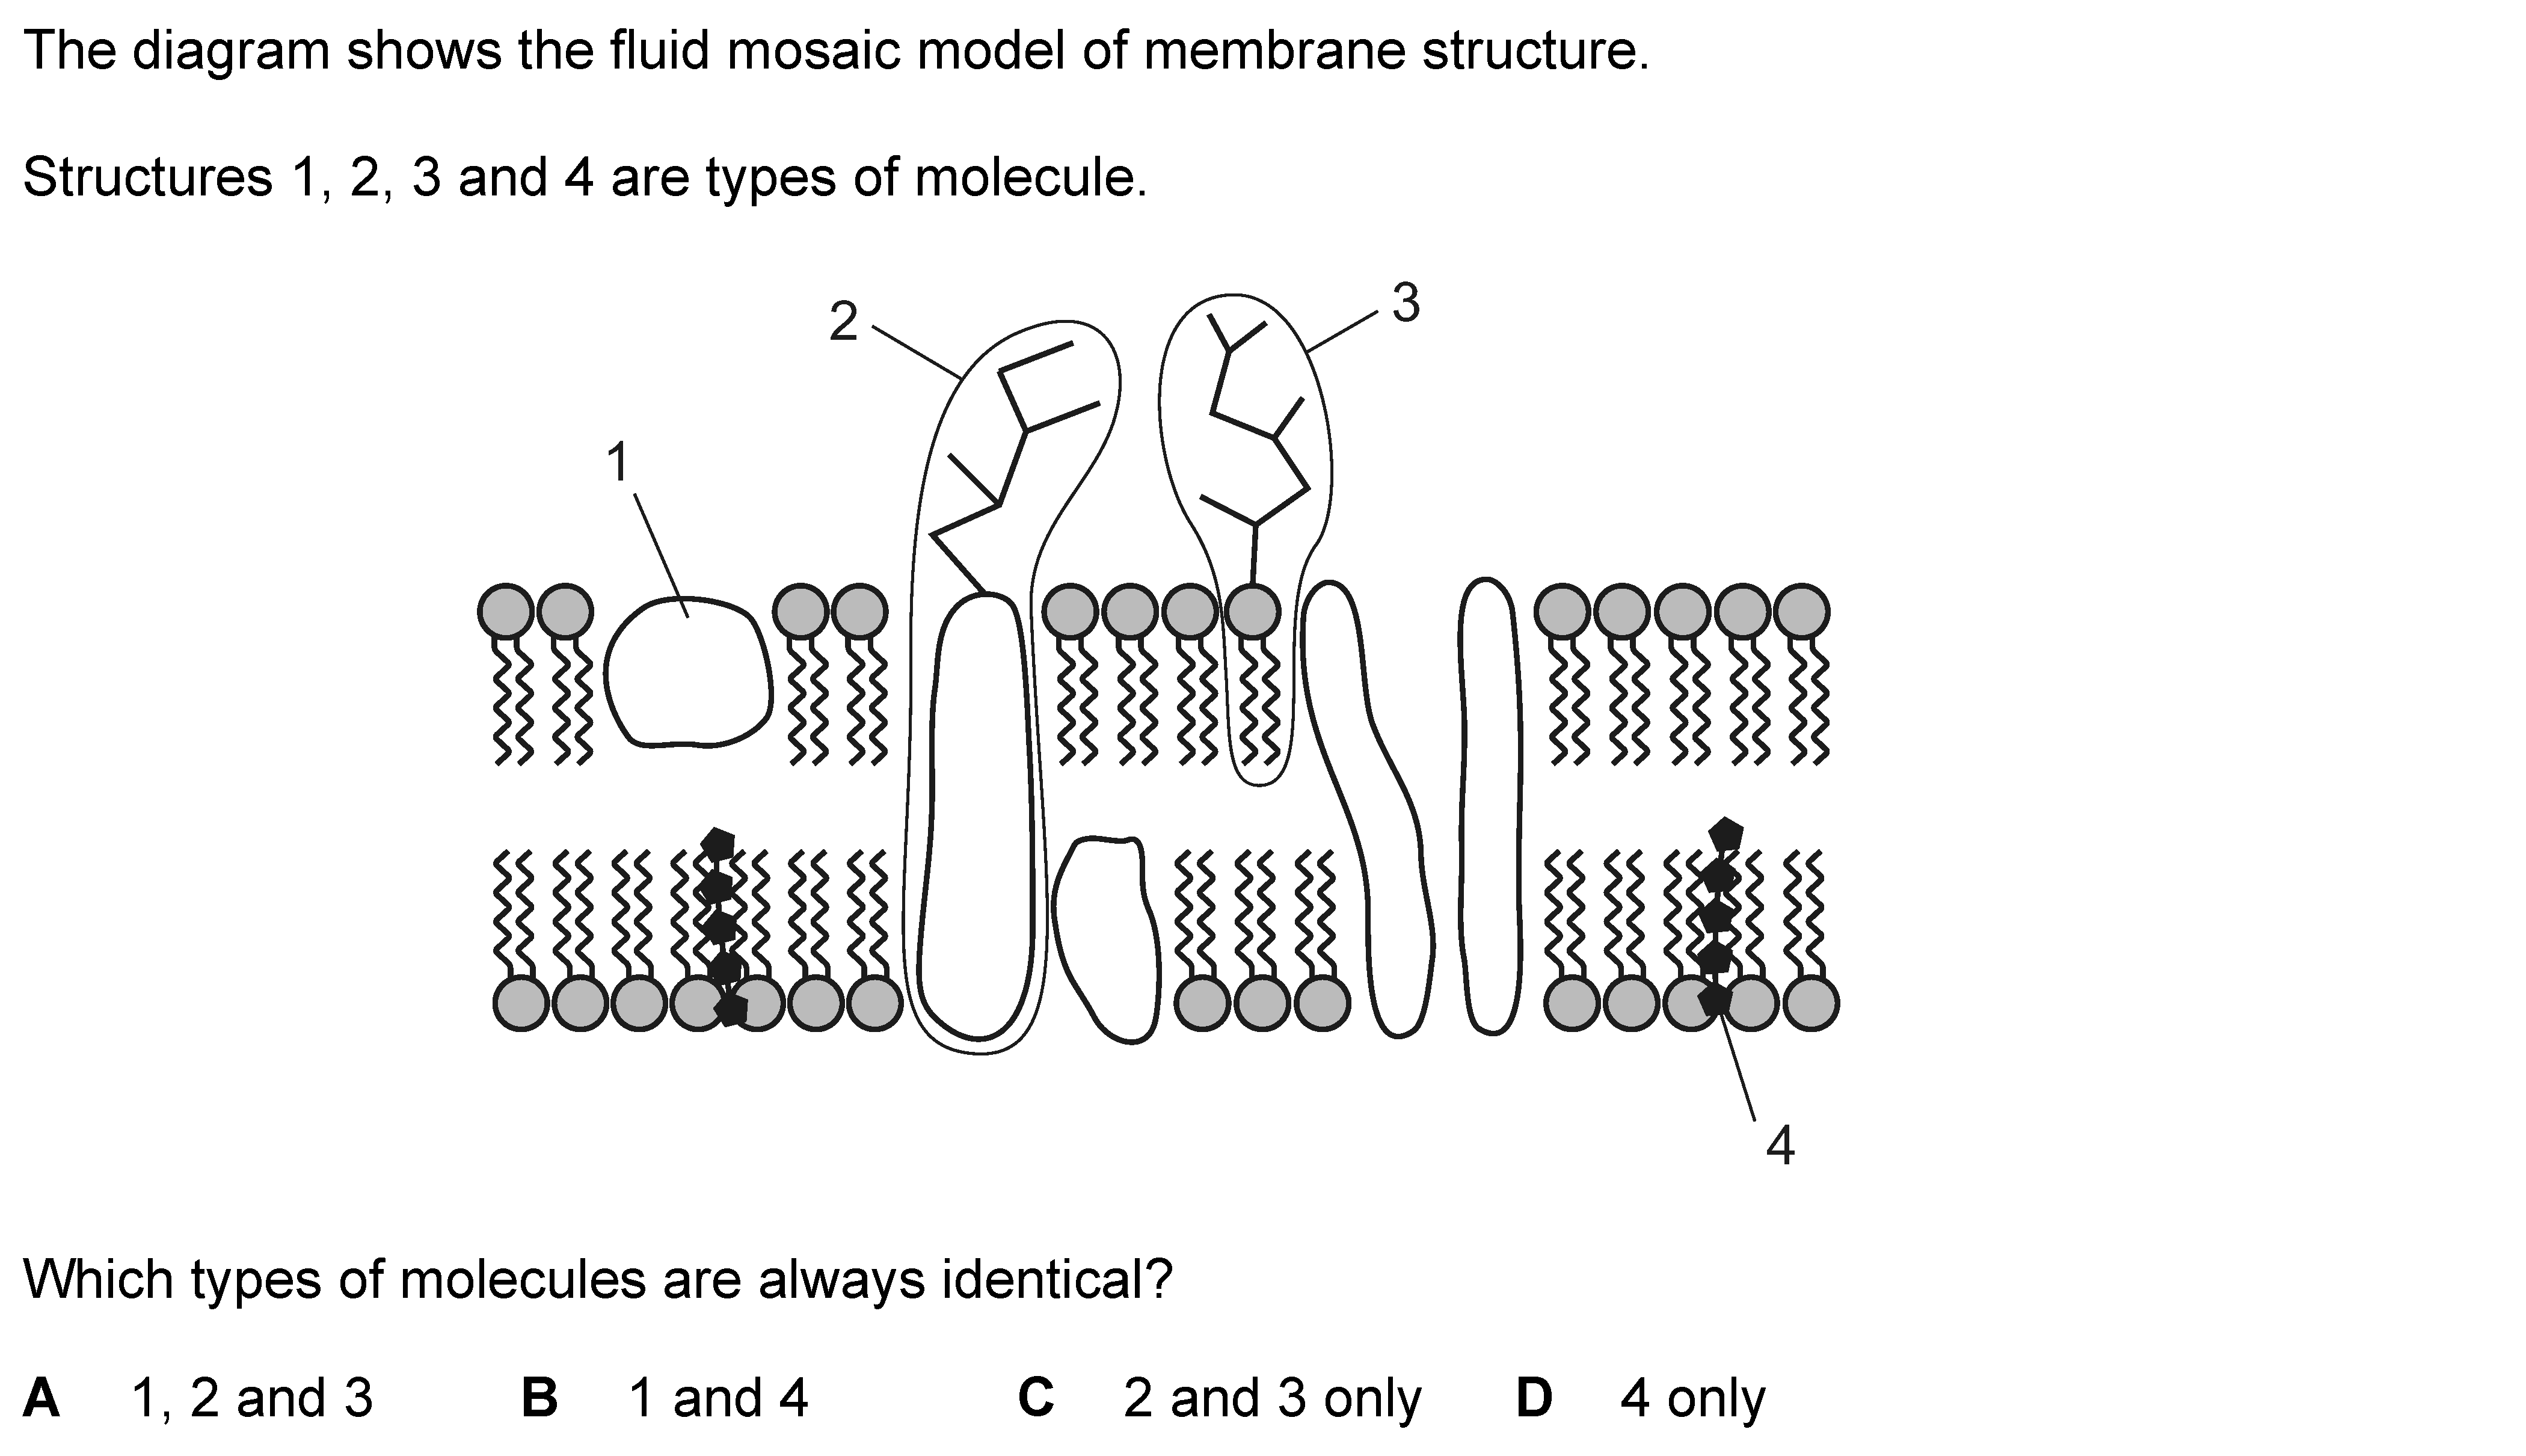 The diagram shows the fluid mosaic model of membrane structure.
Structures 1, 2, 3 and 4 are types of molecule.
2
3
1
4
Which types of molecules are always identical?
A 1, 2 and 3 B 1 and 4 C 2 and 3 only D 4 only